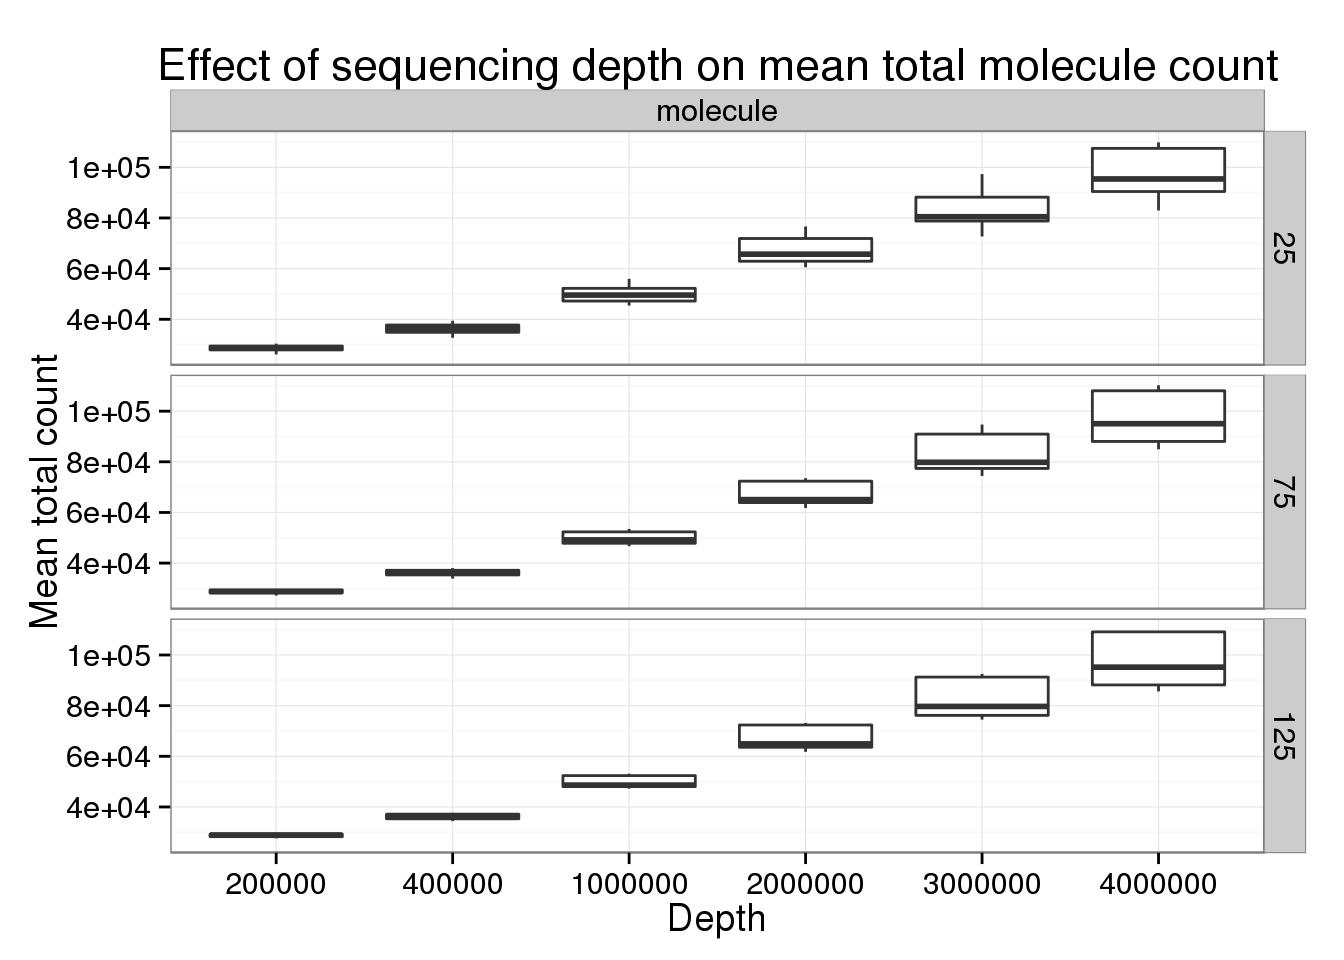 Effect of sequencing depth on mean total molecule count
molecule
1e+05
8e+04
6e+04
4e+04
25
Mean total count
1e+05
8e+04
6e+04
4e+04
75
1e+05
8e+04
6e+04
4e+04
125
200000 400000 1000000 2000000 3000000 4000000
Depth